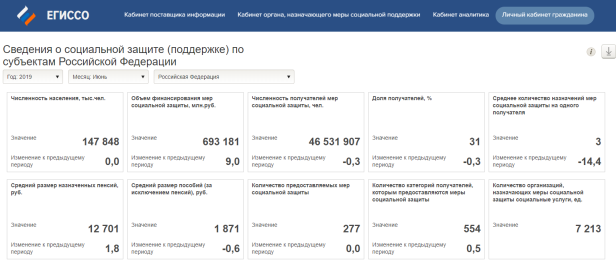 ЕГИССО
Кабинет поставщика информации
Кабинет органа, назначающего меры социальной поддержки
Кабинет аналитика
Личный кабинет гражданина
Сведения о социальной защите (поддержке) по
субъектам Российской Федерации
Год: 2019
Месяц: Июнь
Российская Федерация
Численность населения, тыс.чел.
Значение
147 848
Изменение к предыдущему
периоду
0,0
Объем финансирования мер
социальной защиты, млн.руб.
Значение
693 181
Изменение к предыдущему
периоду
9,0
Численность получателей мер
социальной защиты, чел.
Значение
46 531 907
Изменение к предыдущему
периоду
-0,3
Доля получателей, %
Значение
31
Изменение к предыдущему
периоду
-0,3
Среднее количество назначений мер
социальной защиты на одного
получателя
Значение
3
Изменение к предыдущему
периоду
-14,4
Средний размер назначенных пенсий,
руб.
Значение
12 701
Изменение к предыдущему
периоду
1,8
Средний размер пособий (за
исключением пенсий), руб.
Значение
1 871
Изменение к предыдущему
периоду
-0,6
Количество предоставляемых мер
социальной защиты
Значение
277
Изменение к предыдущему
периоду
0,0
Количество категорий получателей,
которым предоставляются меры
социальной защиты
Значение
554
Изменение к предыдущему
периоду
0,5
Количество организаций,
назначающих меры социальной
защиты социальные услуги, ед.
Значение
7 213